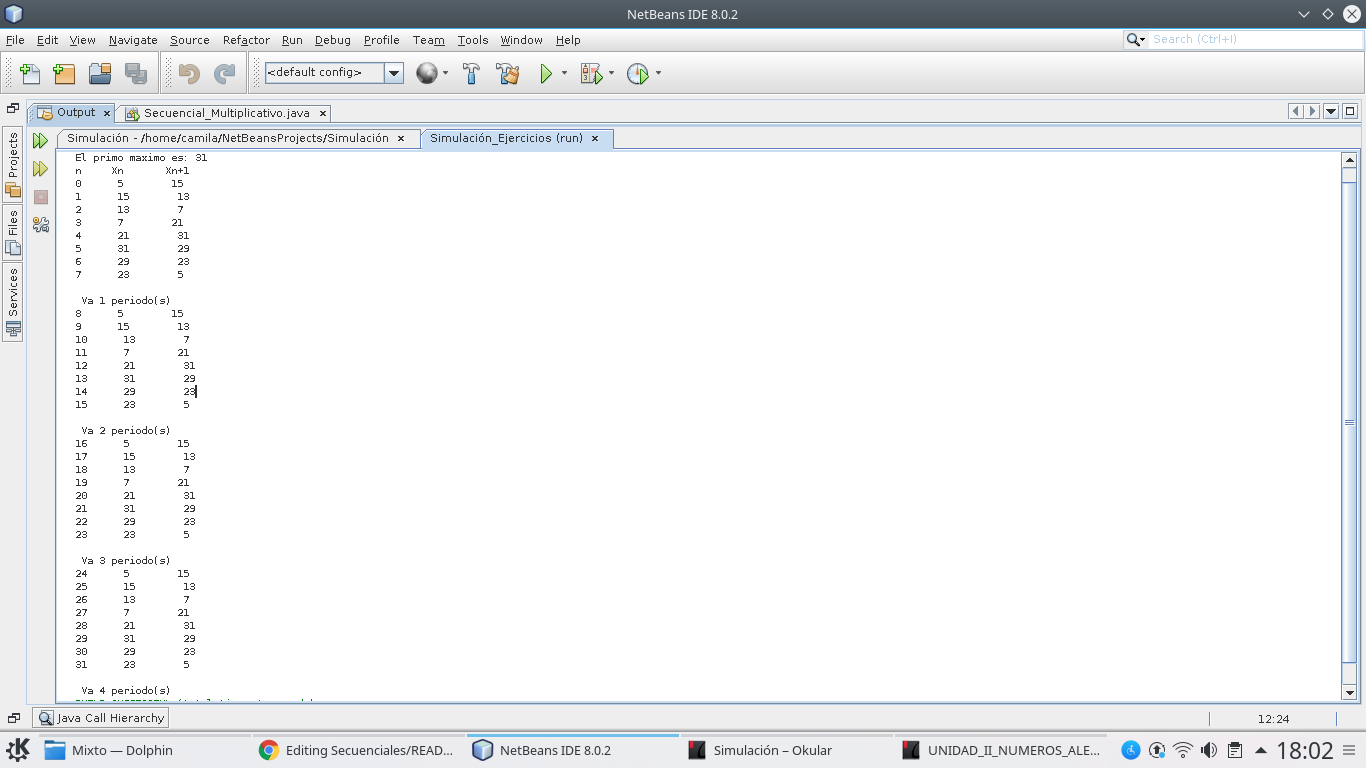 NetBeans IDE 8.0.2
File Edit View Navigate Source Refactor Run Debug Profile Team Tools Window Help
Search (Ctrl+I)
<default config>
Output
Secuencial_Multiplicativo.java
Simulación - /home/camila/NetBeansProjects/Simulación
Simulación_Ejercicios (run)
Projects
Files
Services
El primo maximo es: 31
n Xn Xn+1
0 5 15
1 15 13
2 13 7
3 7 21
4 21 31
5 31 29
6 29 23
7 23 5
Va 1 periodo(s)
8 5 15
9 15 13
10 13 7
11 7 21
12 21 31
13 31 29
14 29 23
15 23 5
Va 2 periodo(s)
16 5 15
17 15 13
18 13 7
19 7 21
20 21 31
21 31 29
22 29 23
23 23 5
Va 3 periodo(s)
24 5 15
25 15 13
26 13 7
27 7 21
28 21 31
29 31 29
30 29 23
31 23 5
Va 4 periodo(s)
Java Call Hierarchy
12:24
Mixto — Dolphin
Editing Secuenciales/READ...
NetBeans IDE 8.0.2
Simulación – Okular
UNIDAD_II_NUMEROS_ALE...
18:02